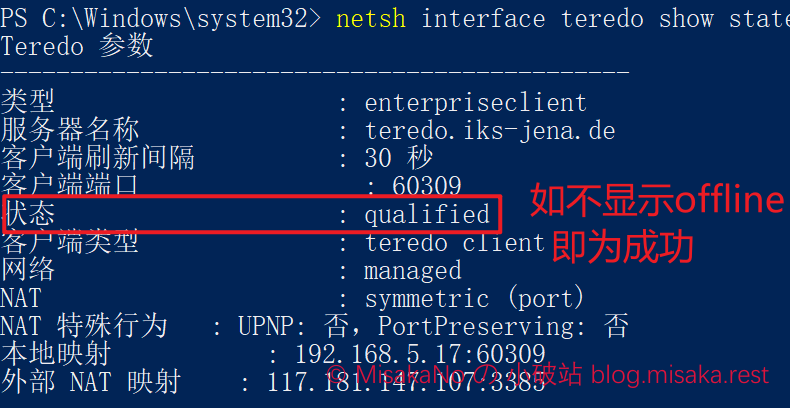 PS C:\Windows\system32> netsh interface teredo show state
Teredo 参数
----------------------------------------------
类型 : enterpriseclient
服务器名称 : teredo.iks-jena.de
客户端刷新间隔 : 30 秒
客户端端口 : 60309
状态 : qualified
如不显示offline
即为成功
客户端类型 : teredo client
网络 : managed
NAT : symmetric (port)
NAT 特殊行为 : UPNP: 否, PortPreserving: 否
本地映射 : 192.168.5.17:60309
外部 NAT 映射 : 117.181.147.107:3385
© MisakaNo の 小破站 blog.misaka.rest